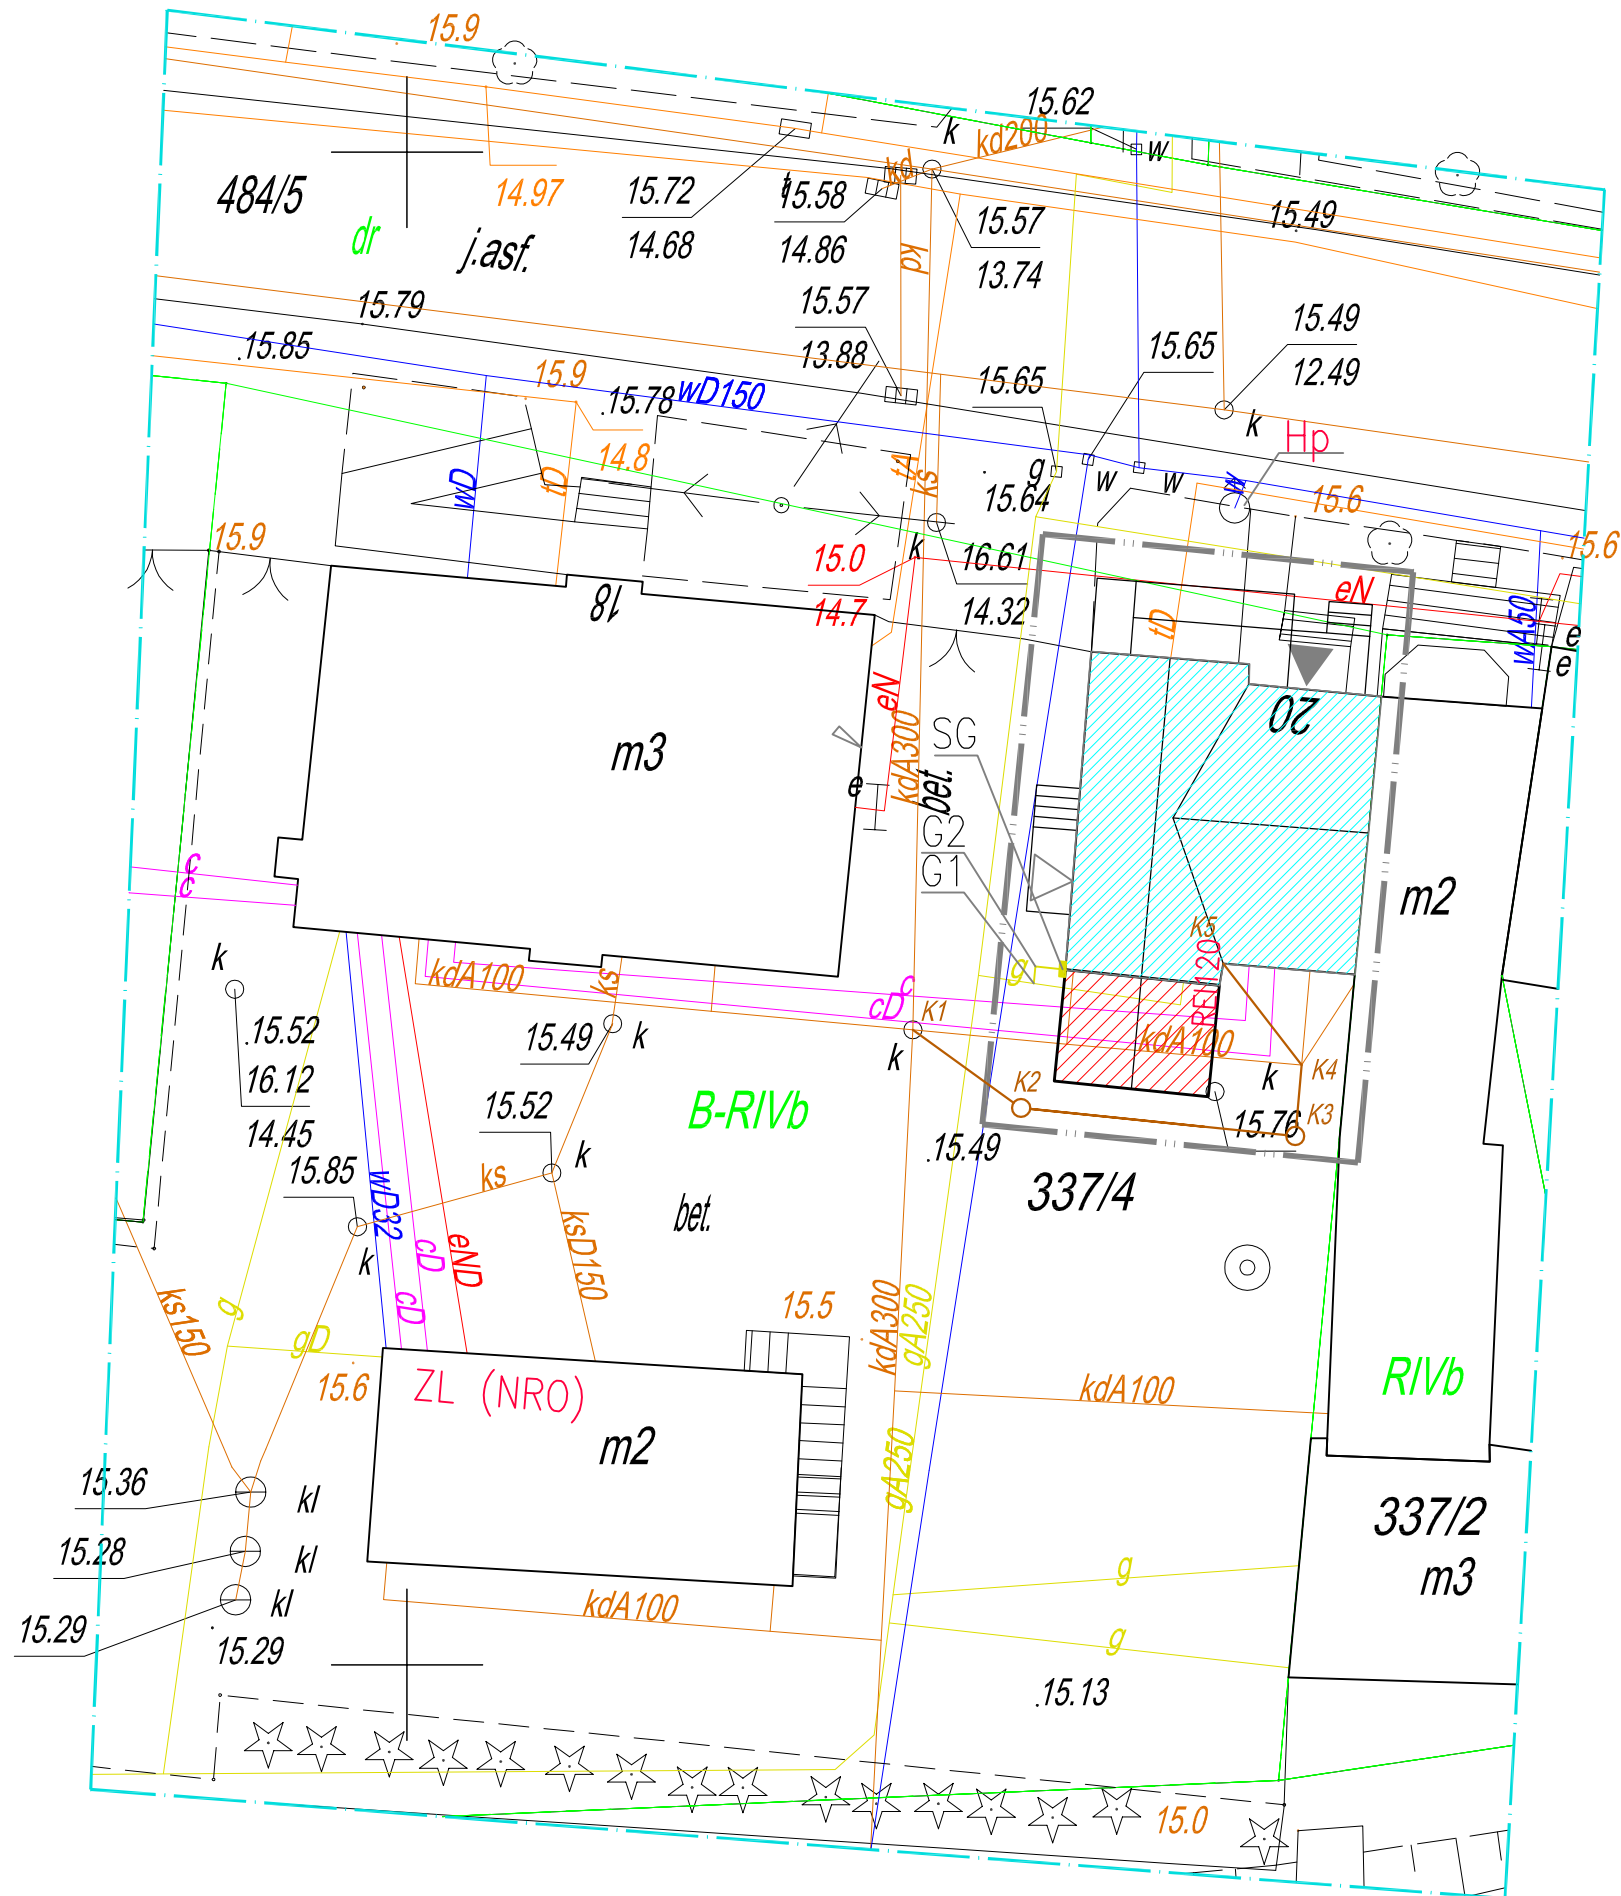 15.9
15.62
k
kd200
w
kd
484/5
14.97
15.72
14.68
t
15.58
14.86
15.57
13.74
15.49
dr
j.asf.
kd
15.79
15.85
15.57
13.88
15.49
12.49
15.65
15.65
15.9
15.78
wD150
k
Hp
14.8
wD
tD
tA
ks
g
w
w
w
15.64
15.6
15.9
k
15.0
14.7
16.61
14.32
15.6
eN
tD
wA50
e
e
18
eN
kdA300
SG
20
m3
e
bet.
G2
G1
m2
c
c
k
kdA100
ks
c
cD
g
K5
REI120
K1
kdA100
15.52
16.12
14.45
15.49
k
k
K2
k
K4
K3
15.76
15.52
k
B-RIVb
15.49
15.85
k
ks
wD32
cD
cD
eND
ksD150
bet.
337/4
ks150
g
gD
15.6
15.5
kdA300
gA250
kdA100
RIVb
ZL (NRO)
m2
gA250
15.36
kl
15.28
kl
15.29
kl
15.29
kdA100
g
g
337/2
m3
15.13
15.0